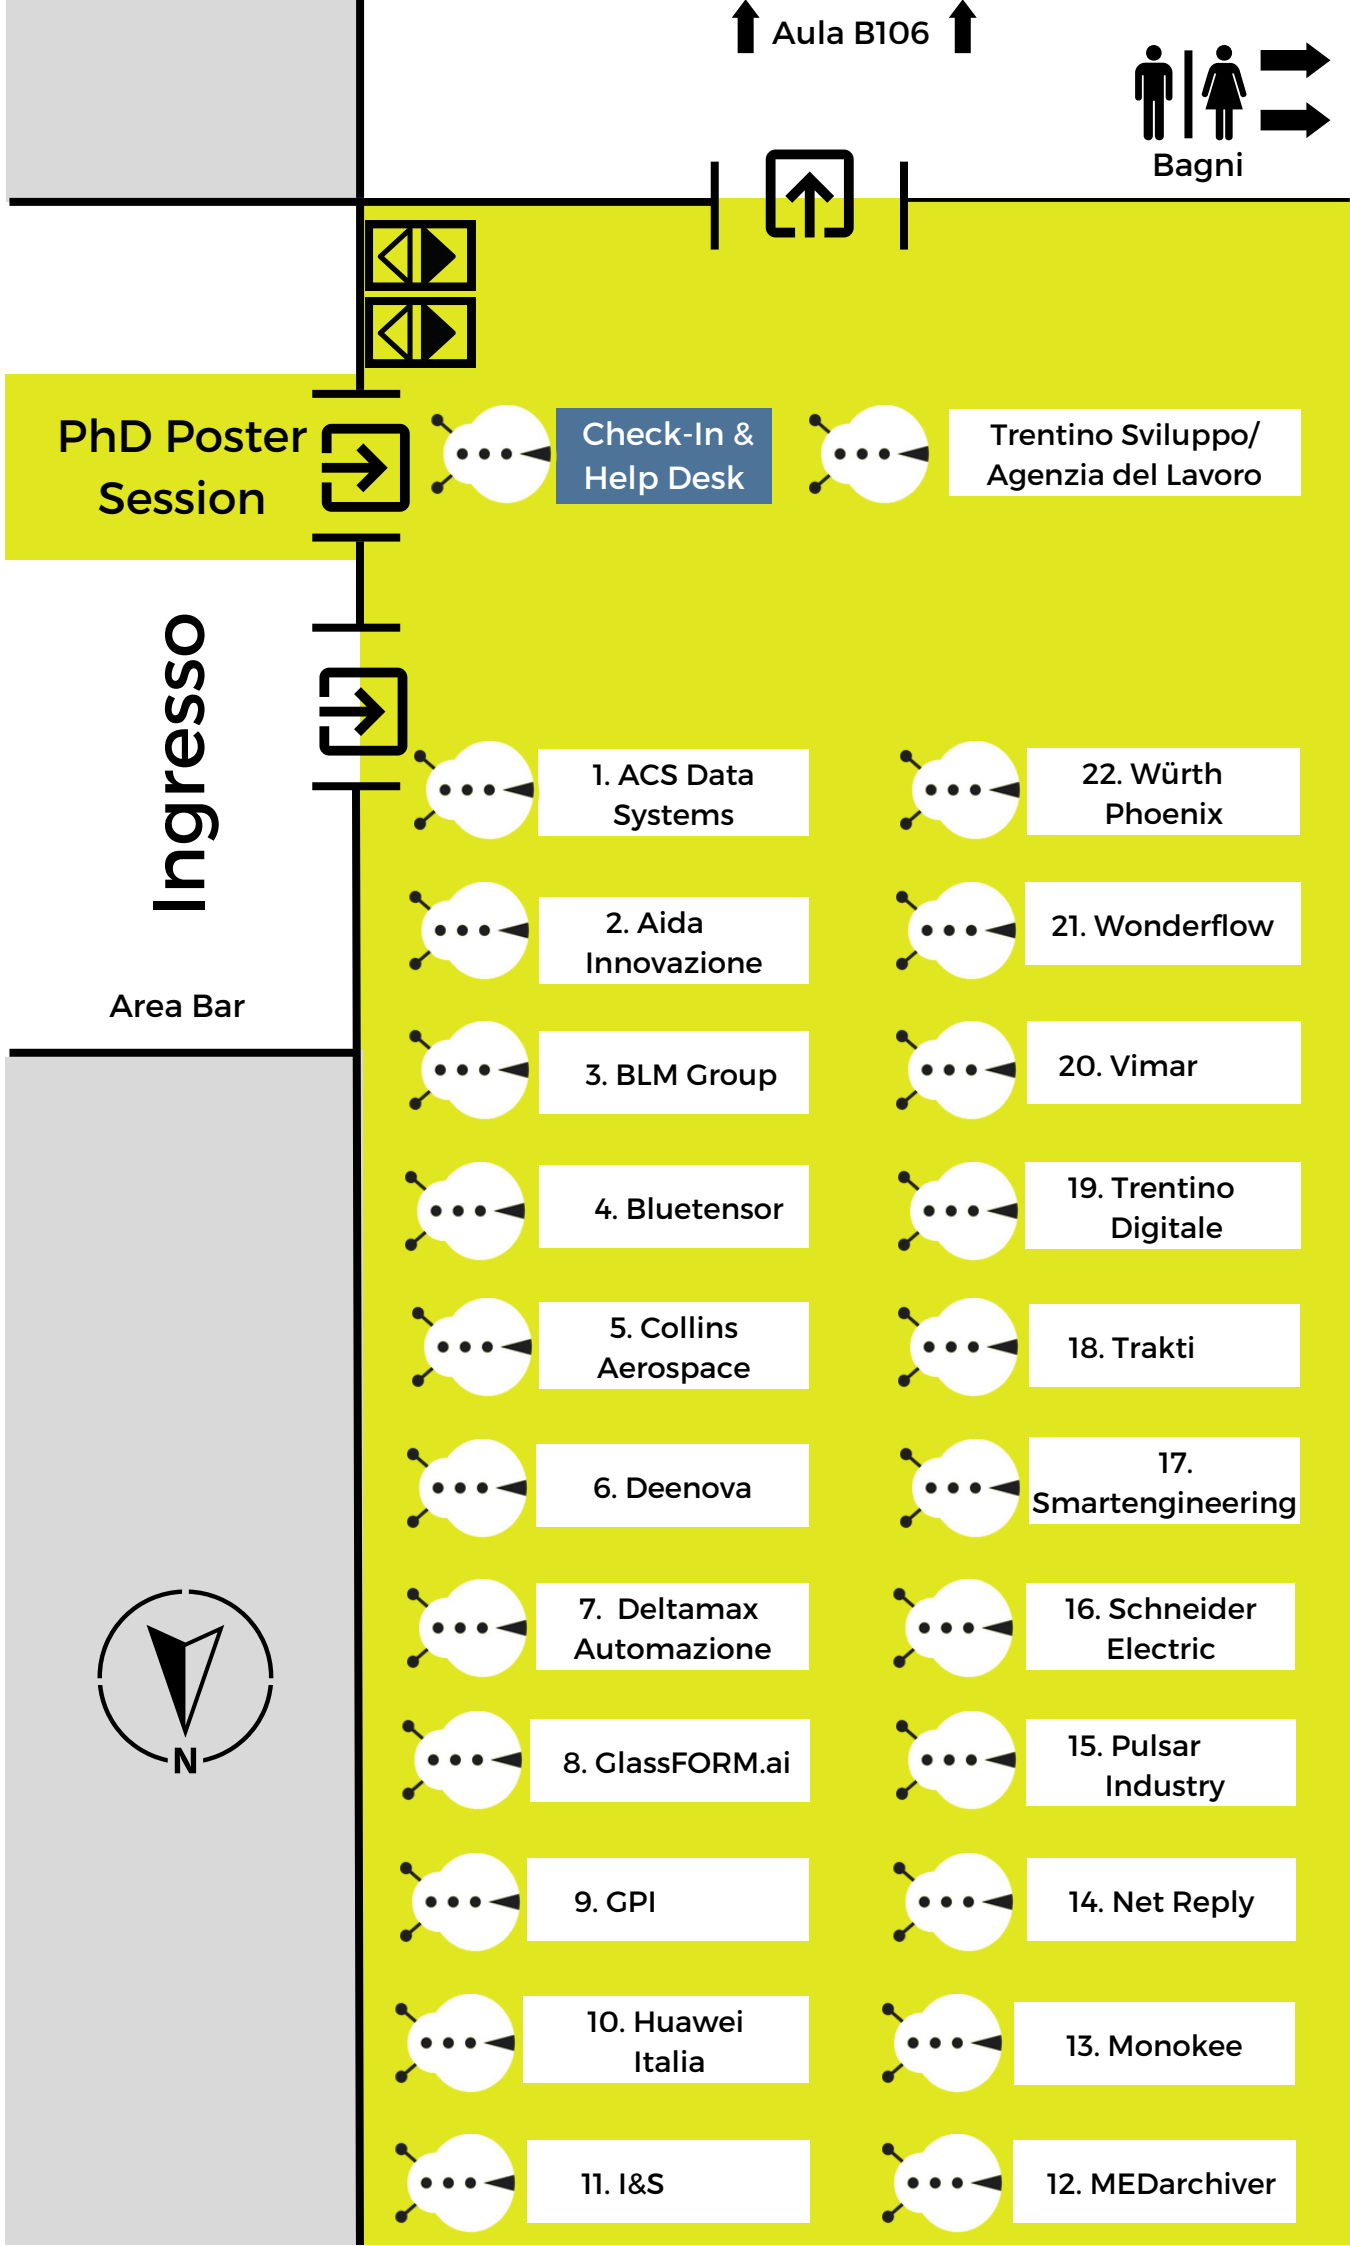 Aula B106
Bagni
PhD Poster
Session
Check-In &
Help Desk
Trentino Sviluppo/
Agenzia del Lavoro
Ingresso
Area Bar
1. ACS Data
Systems
22. Würth
Phoenix
2. Aida
Innovazione
21. Wonderflow
3. BLM Group
20. Vimar
4. Bluetensor
19. Trentino
Digitale
5. Collins
Aerospace
18. Trakti
6. Deenova
17.
Smartengineering
7. Deltamax
Automazione
16. Schneider
Electric
8. GlassFORM.ai
15. Pulsar
Industry
9. GPI
14. Net Reply
10. Huawei
Italia
13. Monokee
11. I&S
12. MEDarchiver
N